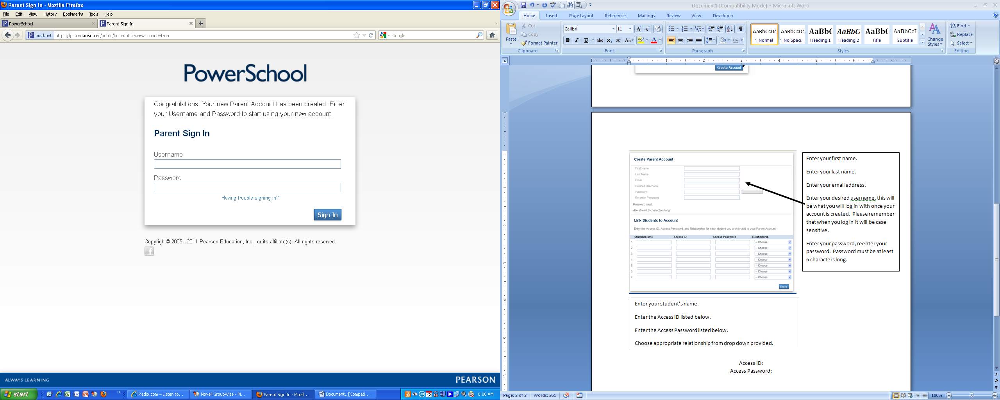 Parent Sign In - Mozilla Firefox
File Edit View History Bookmarks Tools Help
PowerSchool
Parent Sign In
misd.net https://ps.cen.misd.net/public/home.html?newaccount=true
Google
PowerSchool
Congratulations! Your new Parent Account has been created. Enter
your Username and Password to start using your new account.
Parent Sign In
Username
Password
Having trouble signing in?
Sign In
Copyright© 2005 - 2011 Pearson Education, Inc., or its affiliate(s). All rights reserved.
ALWAYS LEARNING
PEARSON
start
Radio.com – Listen to...
Novell GroupWise - M...
Parent Sign In - Mozill...
Document1 [Compati...
8:08 AM
Document1 [Compatibility Mode] - Microsoft Word
Home Insert Page Layout References Mailings Review View Developer
Paste
Cut
Copy
Format Painter
Clipboard
Calibri 11
Font
Paragraph
AaBbCcDc AaBbCcDc AaBbC AaBbCc AaBbC AaBbCcI
¶ Normal ¶ No Spaci... Heading 1 Heading 2 Title Subtitle
Change
Styles
Styles
Find
Replace
Select
Editing
Create Account
Create Parent Account
First Name
Last Name
Email
Desired Username
Password
Re-enter Password
Password must:
•Be at least 6 characters long
Link Students to Account
Enter the Access ID, Access Password, and Relationship for each student you wish to add to your Parent Account
Student Name Access ID Access Password Relationship
1. -- Choose
2. -- Choose
3. -- Choose
4. -- Choose
5. -- Choose
6. -- Choose
7. -- Choose
Enter
Enter your first name.
Enter your last name.
Enter your email address.
Enter your desired username, this will
be what you will log in with once your
account is created. Please remember
that when you log in it will be case
sensitive.
Enter your password, reenter your
password. Password must be at least
6 characters long.
Enter your student’s name.
Enter the Access ID listed below.
Enter the Access Password listed below.
Choose appropriate relationship from drop down provided.
Access ID:
Access Password:
Page: 2 of 2 Words: 261
100%